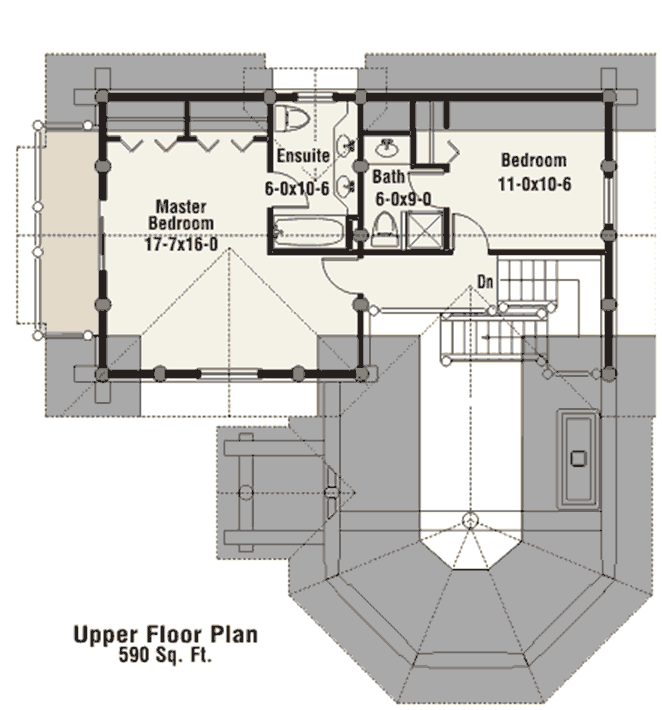 Ensuite
6-0x10-6
Bath
6-0x9-0
Bedroom
11-0x10-6
Master
Bedroom
17-7x16-0
Dn
Upper Floor Plan
590 Sq. Ft.